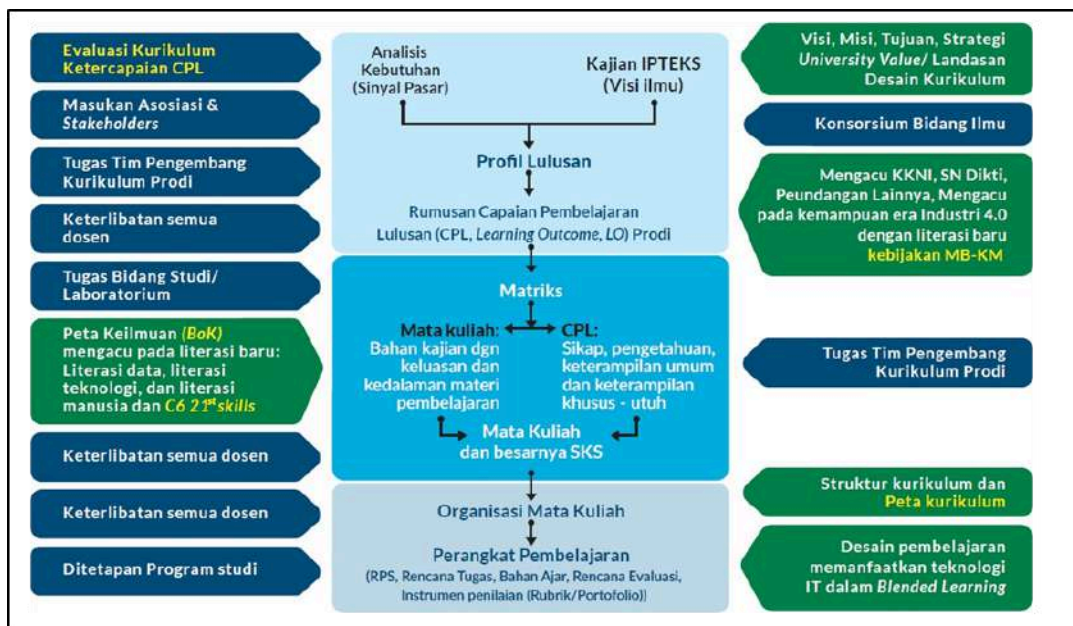 Evaluasi Kurikulum
Ketercapaian CPL
Masukan Asosiasi &
Stakeholders
Tugas Tim Pengembang
Kurikulum Prodi
Keterlibatan semua
dosen
Tugas Bidang Studi/
Laboratorium
Peta Keilmuan (BoK)
mengacu pada literasi baru:
Literasi data, literasi
teknologi, dan literasi
manusia dan C6 21st skills
Keterlibatan semua dosen
Keterlibatan semua dosen
Ditetapan Program studi
Analisis
Kebutuhan
(Sinyal Pasar)
Kajian IPTEKS
(Visi ilmu)
Profil Lulusan
Rumusan Capaian Pembelajaran
Lulusan (CPL, Learning Outcome, LO) Prodi
Matriks
Mata kuliah:
Bahan kajian dgn
keluasan dan
kedalaman materi
pembelajaran
CPL:
Sikap, pengetahuan,
keterampilan umum
dan keterampilan
khusus - utuh
Mata Kuliah
dan besarnya SKS
Organisasi Mata Kuliah
Perangkat Pembelajaran
(RPS, Rencana Tugas, Bahan Ajar, Rencana Evaluasi,
Instrumen penilaian (Rubrik/Portofolio))
Visi, Misi, Tujuan, Strategi
University Value/ Landasan
Desain Kurikulum
Konsorsium Bidang Ilmu
Mengacu KKNI, SN Dikti,
Peundangan Lainnya, Mengacu
pada kemampuan era Industri 4.0
dengan literasi baru
kebijakan MB-KM
Tugas Tim Pengembang
Kurikulum Prodi
Struktur kurikulum dan
Peta kurikulum
Desain pembelajaran
memanfaatkan teknologi
IT dalam Blended Learning